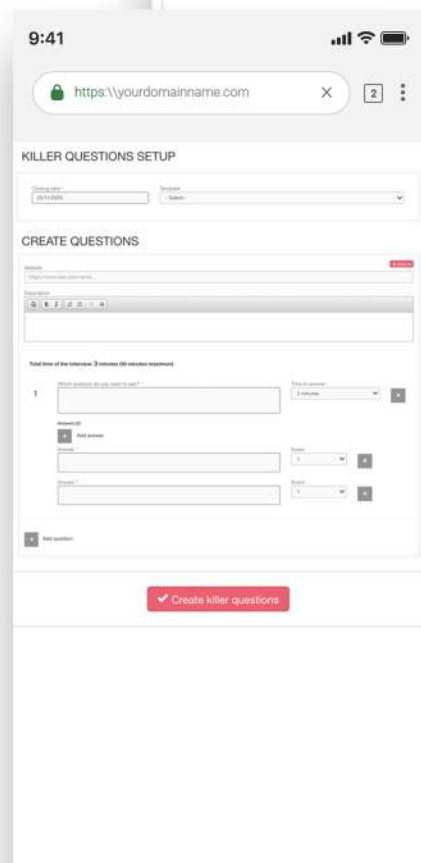 9:41
https:\\yourdomainname.com
2
KILLER QUESTIONS SETUP
Closing date *
Template
- Select -
CREATE QUESTIONS
Website
Description
B I
Total time of the interview: 3 minutes (30 minutes maximum)
1
Which question do you want to ask? *
Time to answer
3 minutes
Add answer
Answer *
Score
1
Answer *
Score
1
Add question
Create killer questions